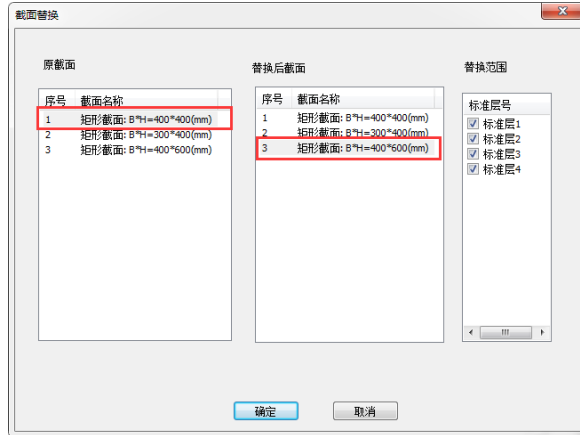 截面替换
原截面
替换后截面
替换范围
序号 截面名称
1 矩形截面: B*H=400*400(mm)
2 矩形截面: B*H=300*400(mm)
3 矩形截面: B*H=400*600(mm)
序号 截面名称
1 矩形截面: B*H=400*400(mm)
2 矩形截面: B*H=300*400(mm)
3 矩形截面: B*H=400*600(mm)
标准层号
标准层1
标准层2
标准层3
标准层4
确定
取消